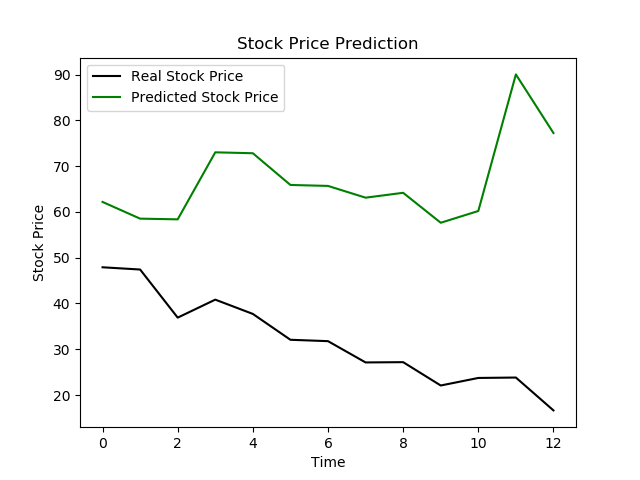 Stock Price Prediction
Real Stock Price
Predicted Stock Price
90
80
70
60
50
40
30
20
Stock Price
0 2 4 6 8 10 12
Time